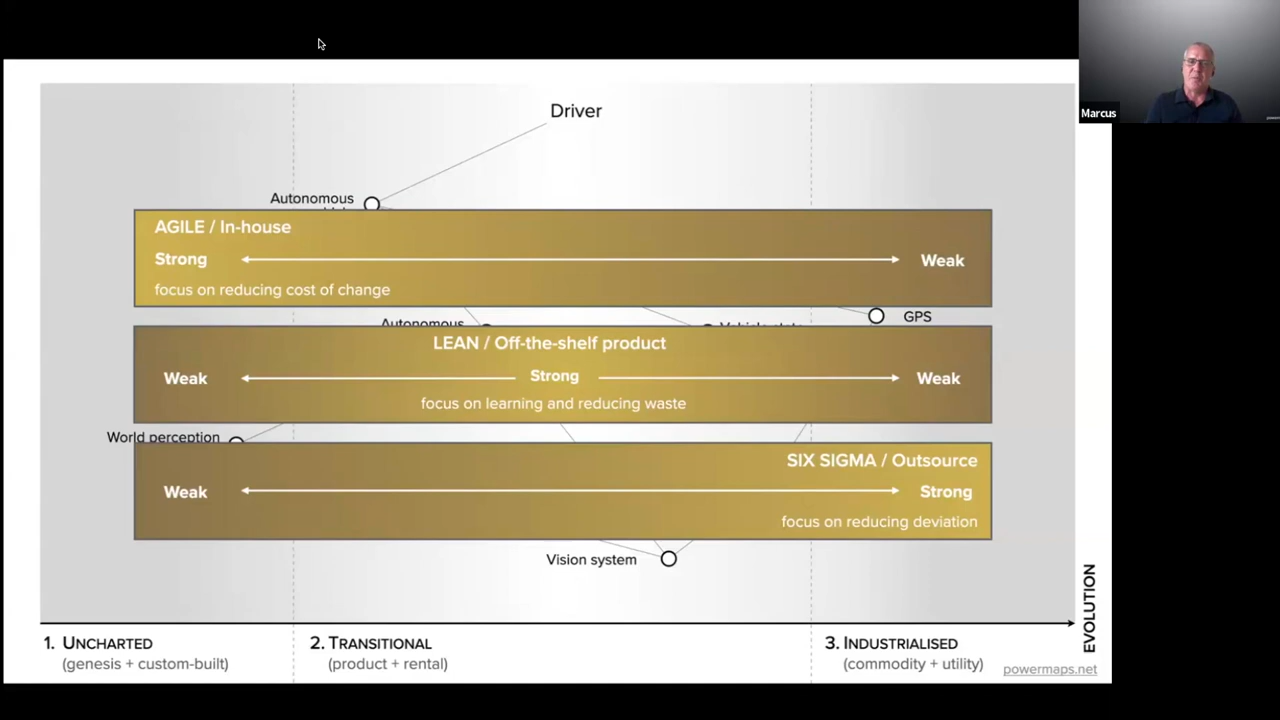 Marcus
Driver
Autonomous
AGILE / In-house
Strong
Weak
focus on reducing cost of change
GPS
Autonomous
LEAN / Off-the-shelf product
Weak
Strong
Weak
focus on learning and reducing waste
World perception
SIX SIGMA / Outsource
Weak
Strong
focus on reducing deviation
Vision system
EVOLUTION
1. UNCHARTED
(genesis + custom-built)
2. TRANSITIONAL
(product + rental)
3. INDUSTRIALISED
(commodity + utility)
powermaps.net